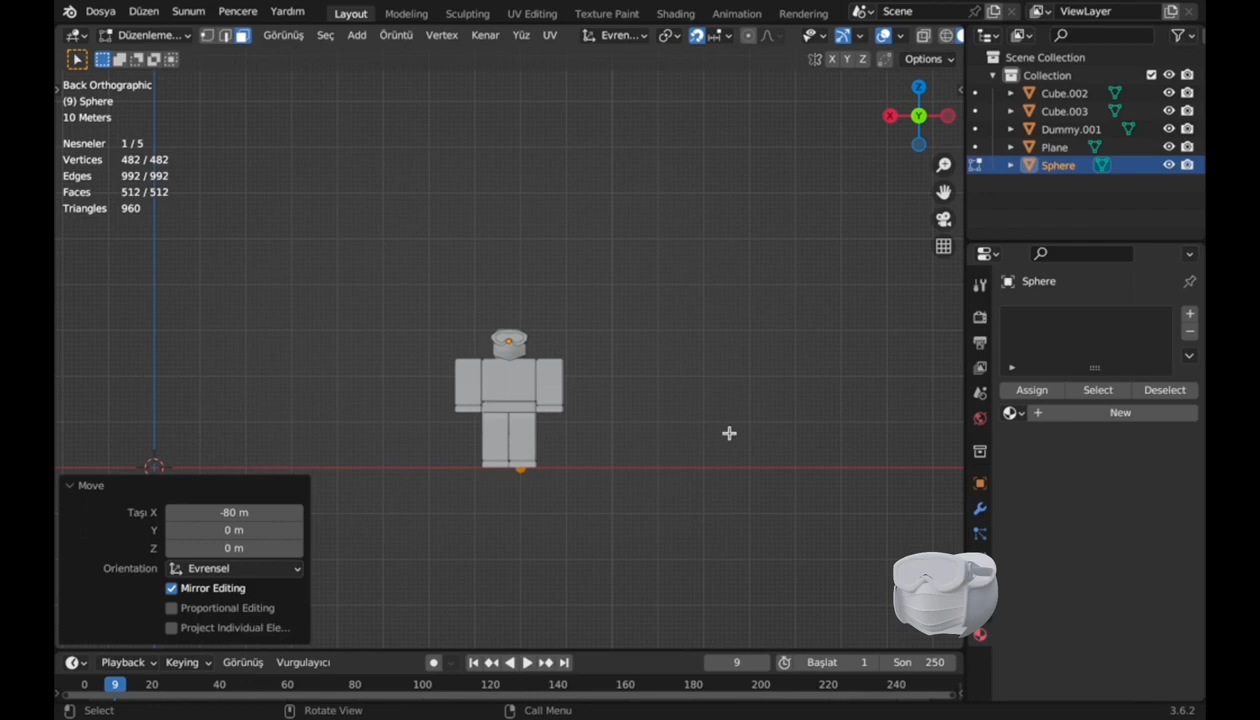 Dosya Düzen Sunum Pencere Yardım Layout Modeling Sculpting UV Editing Texture Paint Shading Animation Rendering Scene ViewLayer
Düzenleme... Görünüş Seç Add Örüntü Vertex Kenar Yüz UV Evren...
X Y Z Options
Back Orthographic
(9) Sphere
10 Meters
Nesneler 1 / 5
Vertices 482 / 482
Edges 992 / 992
Faces 512 / 512
Triangles 960
Z
X
Y
Scene Collection
Collection
Cube.002
Cube.003
Dummy.001
Plane
Sphere
Sphere
Assign Select Deselect
New
Move
Taşı X -80 m
Y 0 m
Z 0 m
Orientation Evrensel
Mirror Editing
Proportional Editing
Project Individual Ele...
Playback Keying Görünüş Vurgulayıcı 9 Başlat 1 Son 250
0 9 20 40 60 80 100 120 140 160 180 200 220 240
Select Rotate View Call Menu 3.6.2